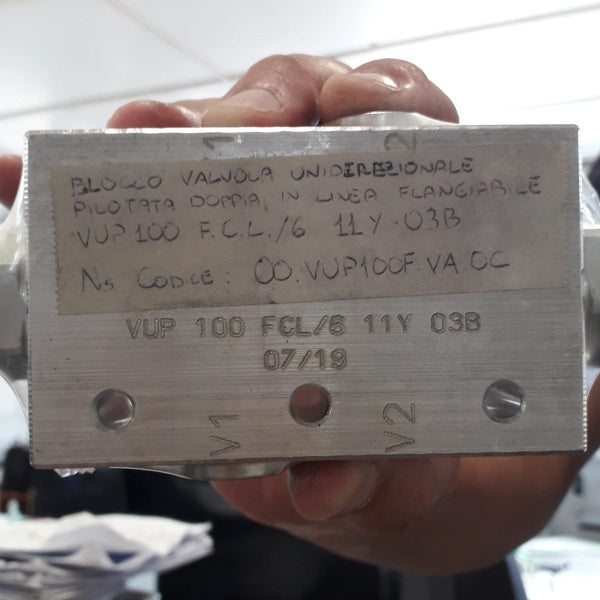 1 2
BLOCCO VALVOLA UNIDIREZIONALE
PILOTATA DOPPIA, IN LINEA FLANGIABILE
VUP 100 F.C.L./6 11Y-03B
Ns CODICE: 00.VUP100F.VA.OC
VUP 100 FCL/6 11Y 03B
07/19
V1 V2